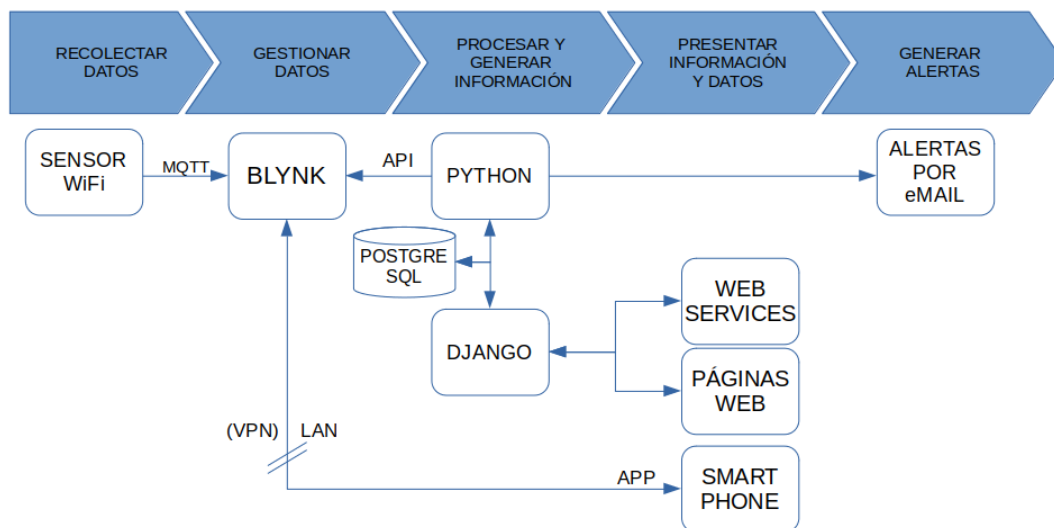 RECOLECTAR
DATOS
GESTIONAR
DATOS
PROCESAR Y
GENERAR
INFORMACIÓN
PRESENTAR
INFORMACIÓN
Y DATOS
GENERAR
ALERTAS
SENSOR
WiFi
MQTT
BLYNK
API
PYTHON
ALERTAS
POR
eMAIL
POSTGRE
SQL
DJANGO
WEB
SERVICES
PÁGINAS
WEB
(VPN)
LAN
APP
SMART
PHONE